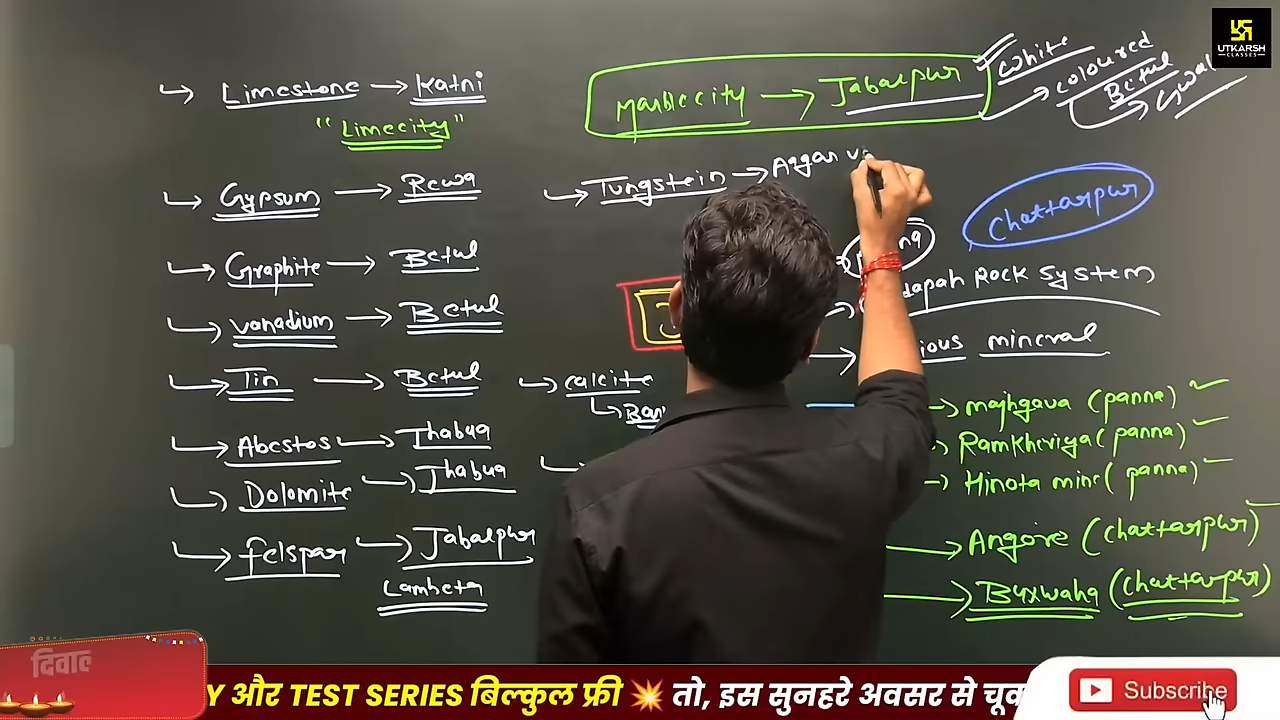 Limestone → Katni
"Limecity"
Gypsum → Rewa
Graphite → Betul
vanadium → Betul
Tin → Betul
Abestos → Jhabua
Dolomite → Jhabua
felspar → Jabalpur
Lameta
Marblecity → Jabalpur
White
coloured
Betul
Tungstein → Aggar
calcite
Chattarpur
Rock System
mineral
→ majhgava (panna)
Ramkheriya (panna)
→ Hinota mine (panna)
→ Angore (chattarpur)
→ Buxwaha (chattarpur)
UTKARSH
CLASSES
Y और TEST SERIES बिल्कुल फ्री 💥 तो, इस सुनहरे अवसर से चूक
Subscribe